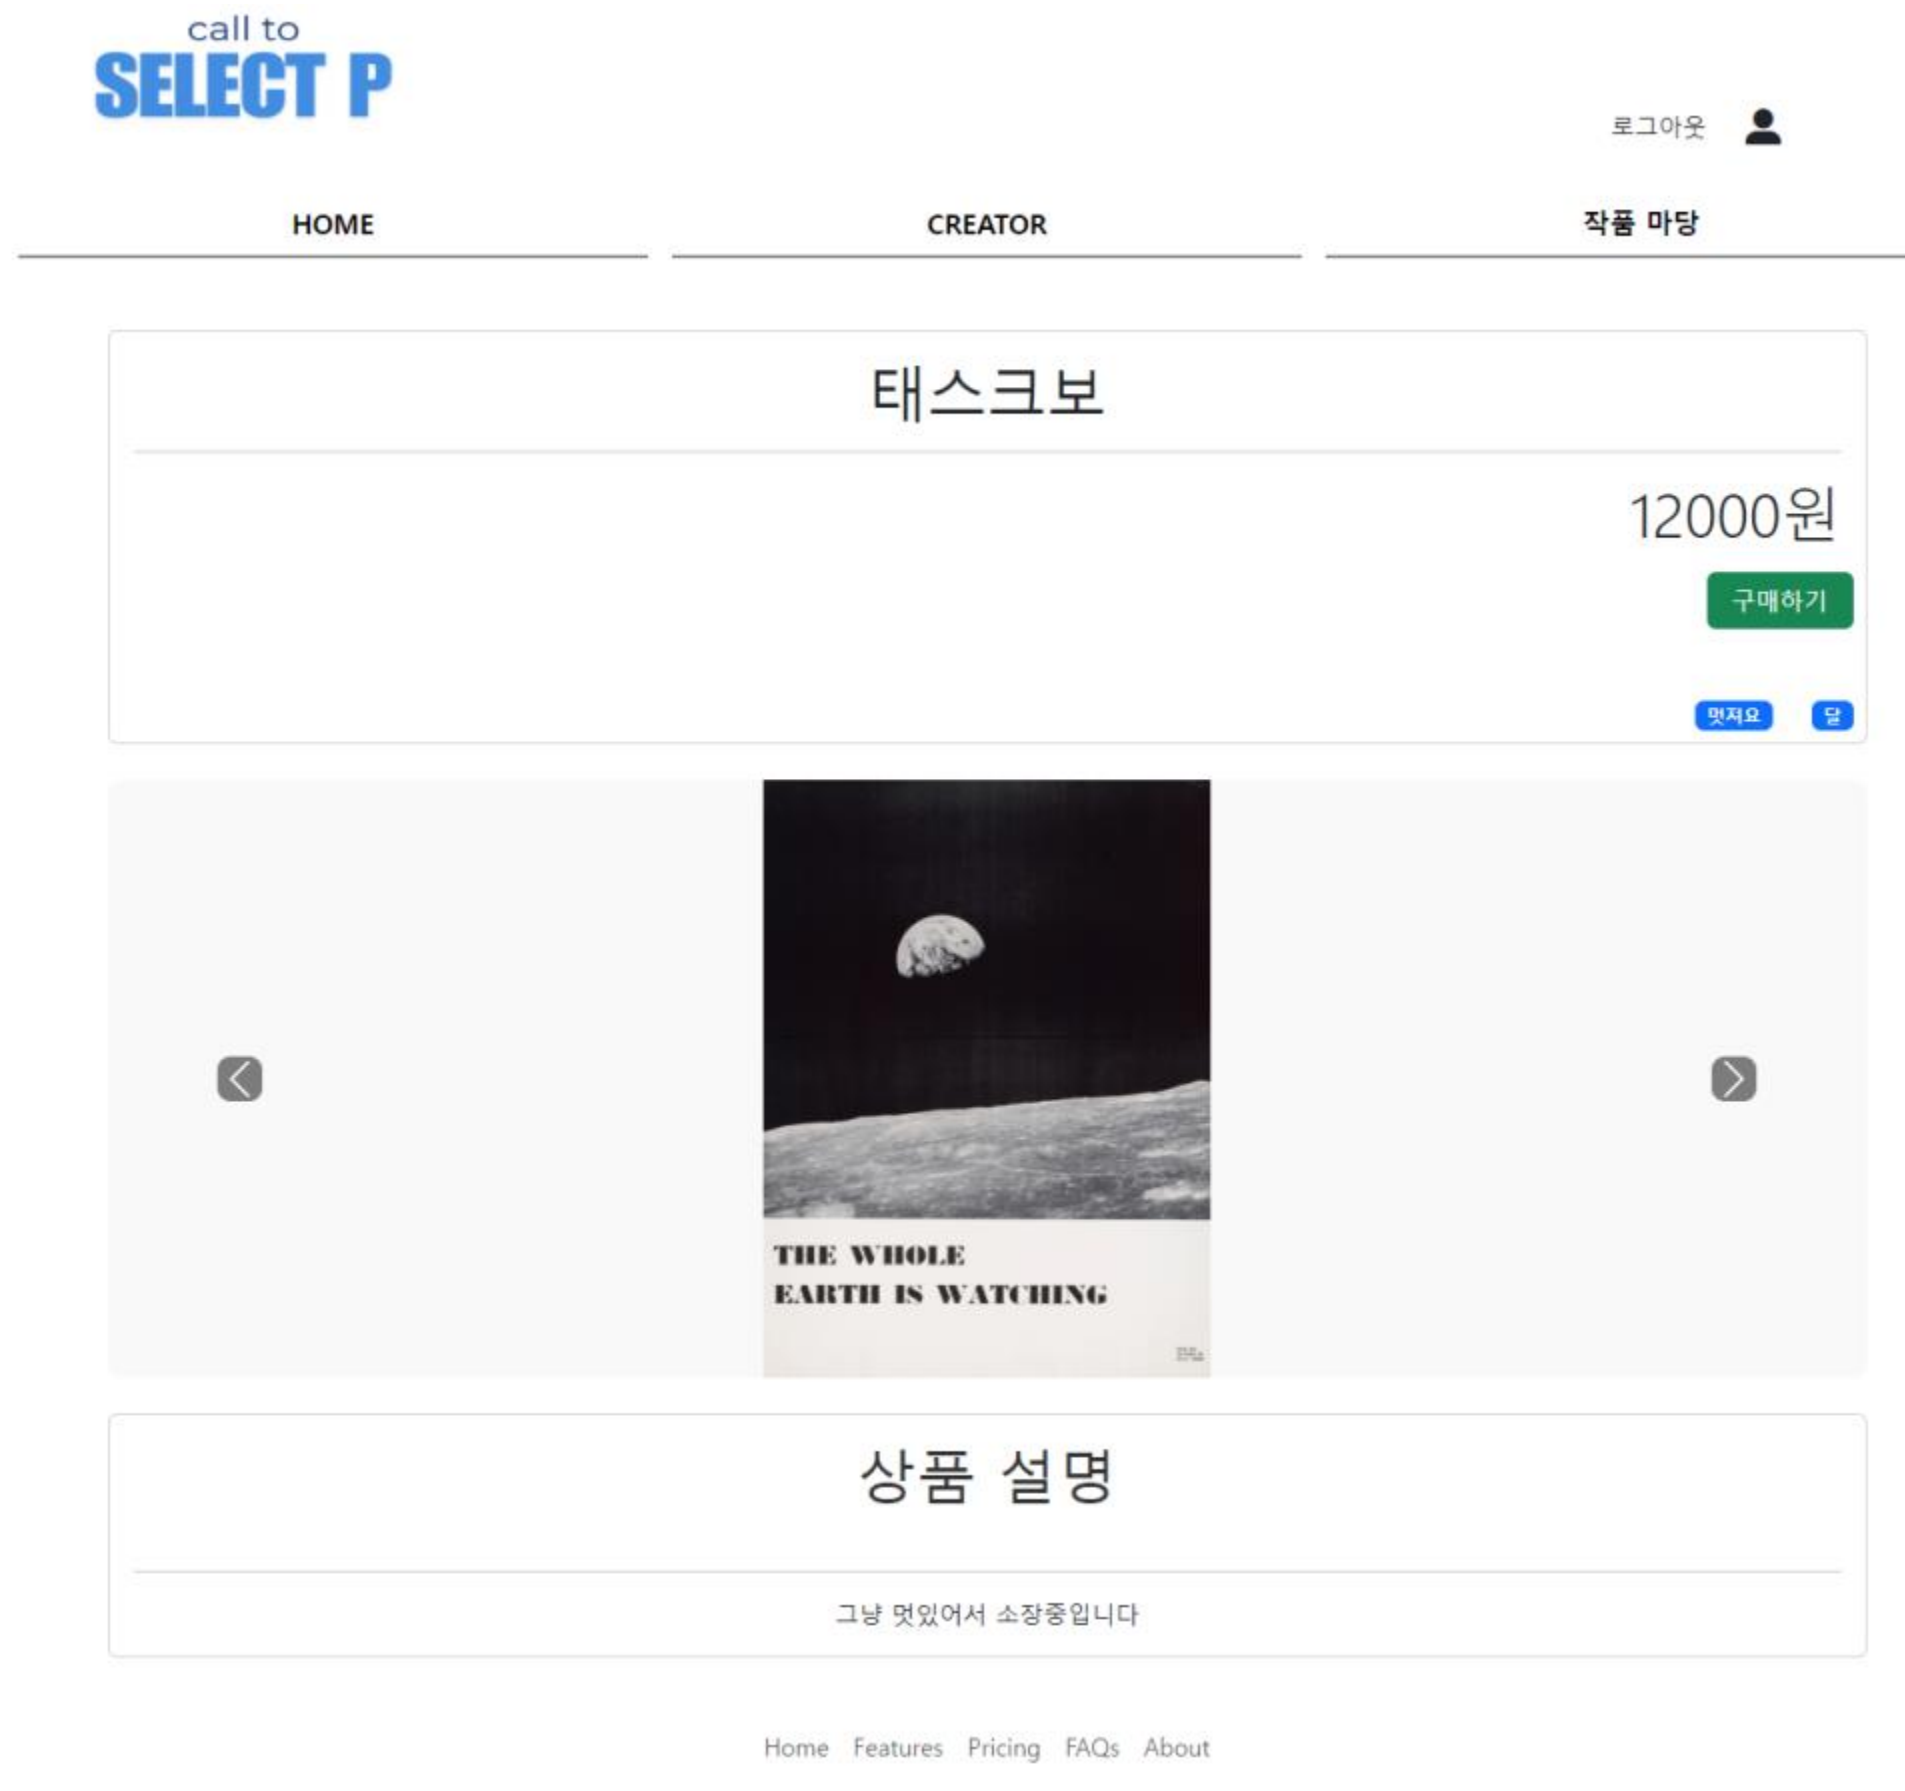 call to
SELECT P
로그아웃
HOME
CREATOR
작품 마당
태스크보
12000원
구매하기
멋져요
달
THE WHOLE
EARTH IS WATCHING
상품 설명
그냥 멋있어서 소장중입니다
Home Features Pricing FAQs About